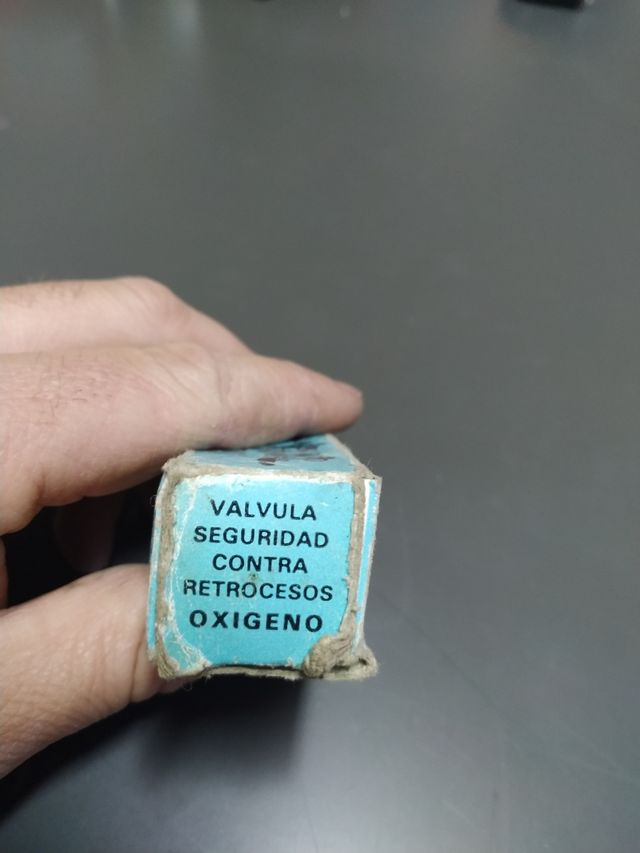 VALVULA
SEGURIDAD
CONTRA
RETROCESOS
OXIGENO